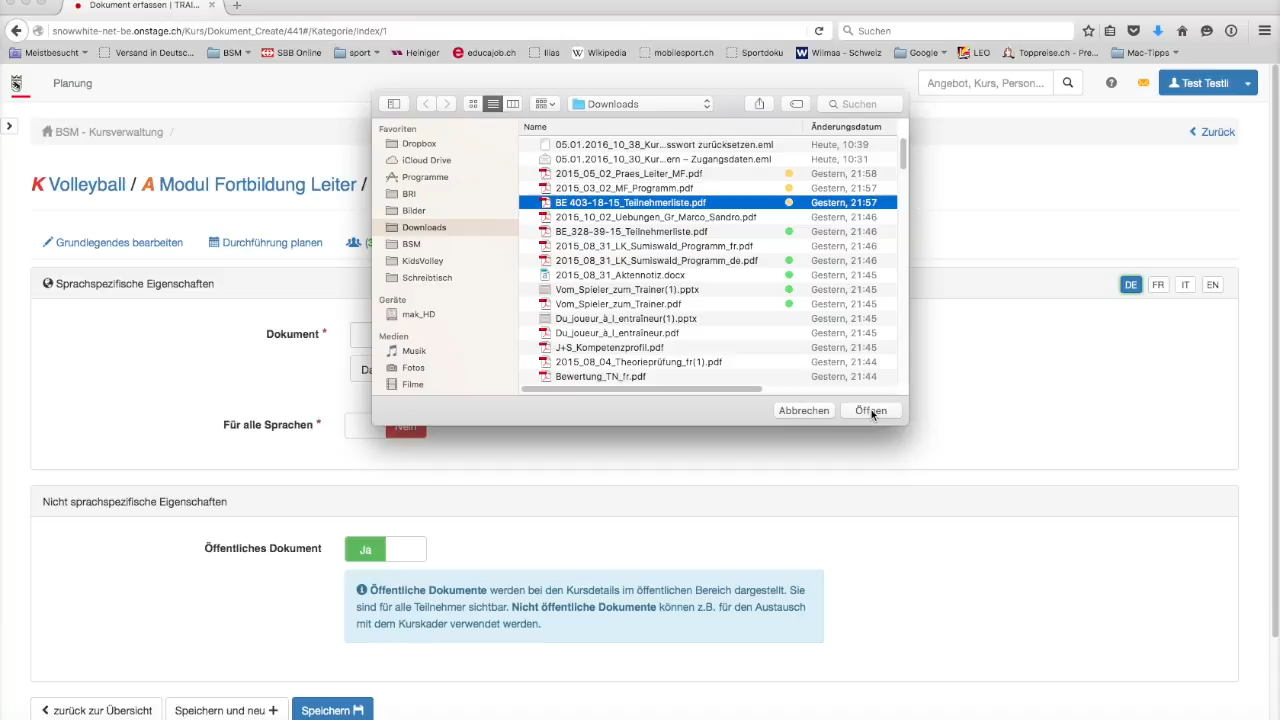 Dokument erfassen | TRAI...
snowwhite-net-be.onstage.ch/Kurs/Dokument_Create/441#/Kategorie/Index/1
Suchen
Meistbesucht
Versand in Deutsc...
BSM
SBB Online
sport
Heiniger
educajob.ch
Ilias
Wikipedia
mobilesport.ch
Sportdoku
Wilmaa - Schweiz
Google
LEO
Toppreise.ch - Pre...
Mac-Tipps
Planung
Angebot, Kurs, Person...
Test Testli
BSM - Kursverwaltung /
Zurück
K Volleyball / A Modul Fortbildung Leiter /
Grundlegendes bearbeiten
Durchführung planen
Sprachspezifische Eigenschaften
DE
FR
IT
EN
Dokument *
Da
Für alle Sprachen *
Nein
Downloads
Suchen
Favoriten
Dropbox
iCloud Drive
Programme
BRI
Bilder
Downloads
BSM
KidsVolley
Schreibtisch
Geräte
mak_HD
Medien
Musik
Fotos
Filme
Name Änderungsdatum
05.01.2016_10_38_Kur...sswort zurücksetzen.eml Heute, 10:39
05.01.2016_10_30_Kur...ern – Zugangsdaten.eml Heute, 10:31
2015_05_02_Praes_Leiter_MF.pdf Gestern, 21:58
2015_03_02_MF_Programm.pdf Gestern, 21:57
BE 403-18-15_Teilnehmerliste.pdf Gestern, 21:57
2015_10_02_Uebungen_Gr_Marco_Sandro.pdf Gestern, 21:46
BE_328-39-15_Teilnehmerliste.pdf Gestern, 21:46
2015_08_31_LK_Sumiswald_Programm_fr.pdf Gestern, 21:46
2015_08_31_LK_Sumiswald_Programm_de.pdf Gestern, 21:46
2015_08_31_Aktennotiz.docx Gestern, 21:45
Vom_Spieler_zum_Trainer(1).pptx Gestern, 21:45
Vom_Spieler_zum_Trainer.pdf Gestern, 21:45
Du_joueur_à_l_entraîneur(1).pptx Gestern, 21:45
Du_joueur_à_l_entraîneur.pdf Gestern, 21:45
J+S_Kompetenzprofil.pdf Gestern, 21:45
2015_08_04_Theorieprüfung_fr(1).pdf Gestern, 21:44
Bewertung_TN_fr.pdf Gestern, 21:44
Abbrechen
Öffnen
Nicht sprachspezifische Eigenschaften
Öffentliches Dokument
Ja
Öffentliche Dokumente werden bei den Kursdetails im öffentlichen Bereich dargestellt. Sie
sind für alle Teilnehmer sichtbar. Nicht öffentliche Dokumente können z.B. für den Austausch
mit dem Kurskader verwendet werden.
zurück zur Übersicht
Speichern und neu
Speichern